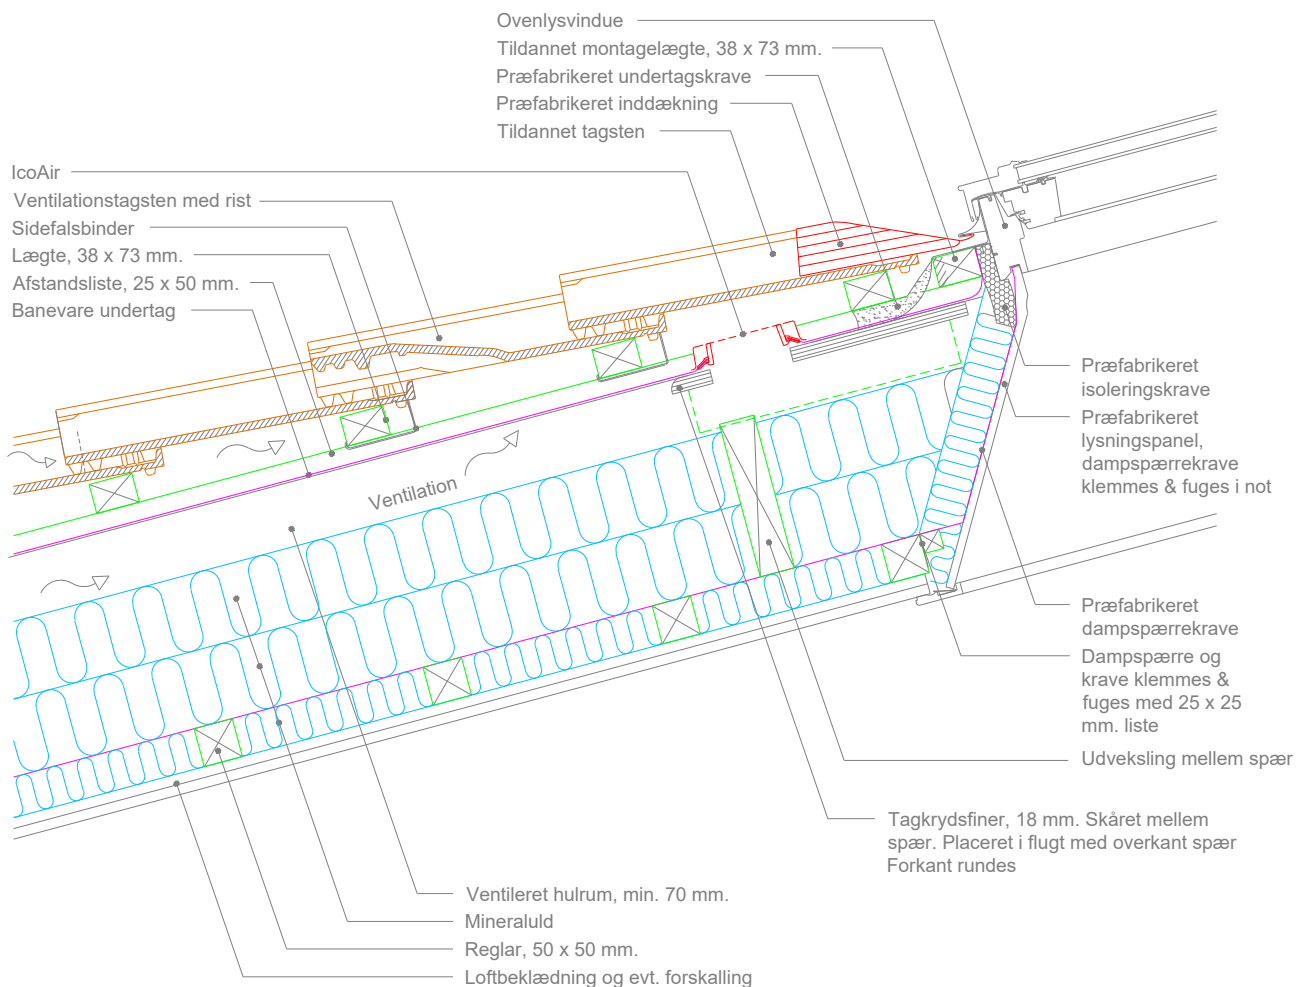 Ovenlysvindue
Tildannet montagelægte, 38 x 73 mm.
Præfabrikeret undertagskrave
Præfabrikeret inddækning
Tildannet tagsten
IcoAir
Ventilationstagsten med rist
Sidefalsbinder
Lægte, 38 x 73 mm.
Afstandsliste, 25 x 50 mm.
Banevare undertag
Ventilation
Præfabrikeret
isoleringskrave
Præfabrikeret
lysningspanel,
dampspærrekrave
klemmes & fuges i not
Præfabrikeret
dampspærrekrave
Dampspærre og
krave klemmes &
fuges med 25 x 25
mm. liste
Udveksling mellem spær
Tagkrydsfiner, 18 mm. Skåret mellem
spær. Placeret i flugt med overkant spær
Forkant rundes
Ventileret hulrum, min. 70 mm.
Mineraluld
Reglar, 50 x 50 mm.
Loftbeklædning og evt. forskalling